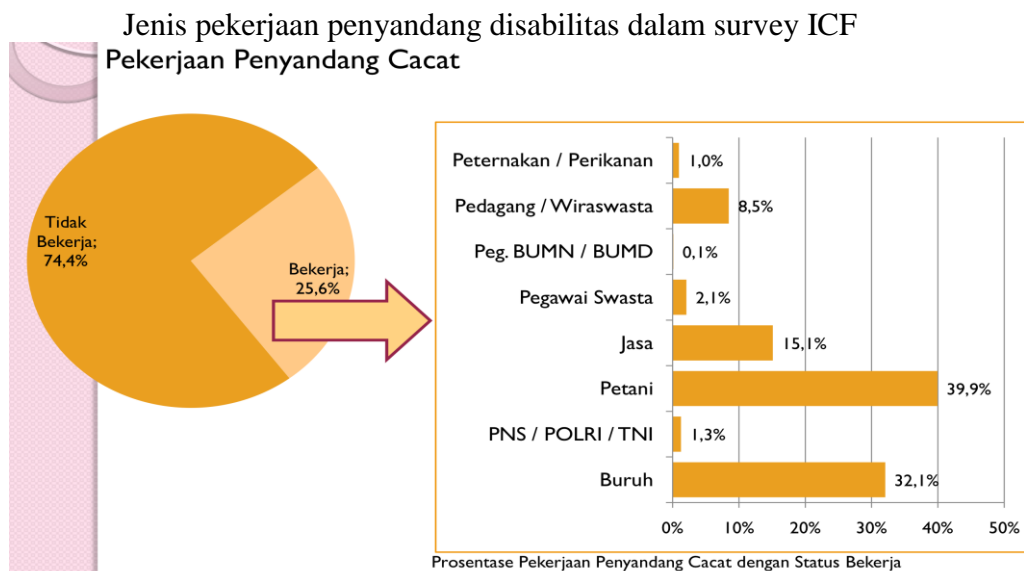 Jenis pekerjaan penyandang disabilitas dalam survey ICF
Pekerjaan Penyandang Cacat
Tidak
Bekerja;
74,4%
Bekerja;
25,6%
Peternakan / Perikanan
1,0%
Pedagang / Wiraswasta
8,5%
Peg. BUMN / BUMD
0,1%
Pegawai Swasta
2,1%
Jasa
15,1%
Petani
39,9%
PNS / POLRI / TNI
1,3%
Buruh
32,1%
0% 10% 20% 30% 40% 50%
Prosentase Pekerjaan Penyandang Cacat dengan Status Bekerja